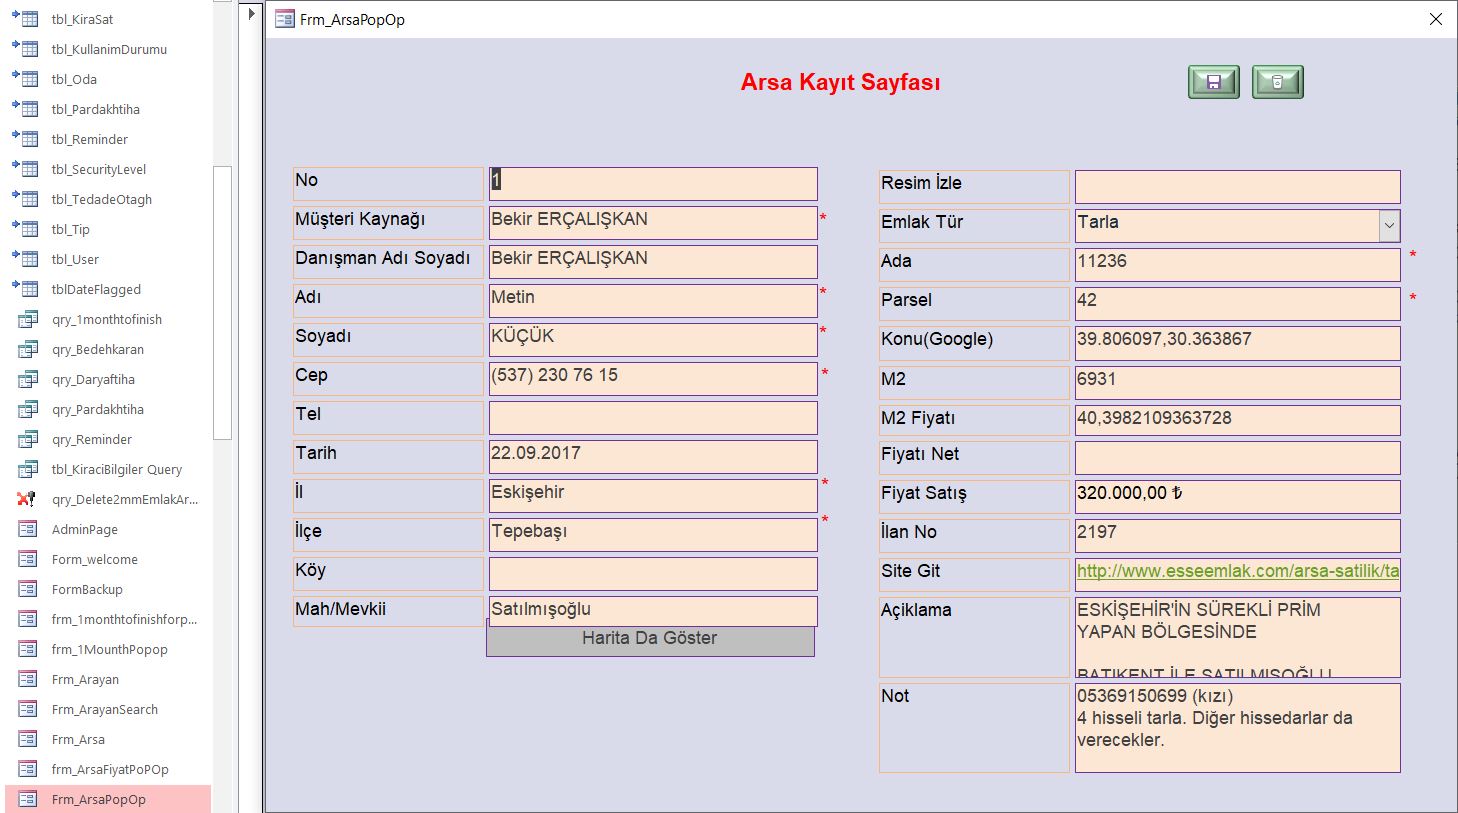 tbl_KiraSat
tbl_KullanimDurumu
tbl_Oda
tbl_Pardakhtiha
tbl_Reminder
tbl_SecurityLevel
tbl_TedadeOtagh
tbl_Tip
tbl_User
tblDateFlagged
qry_1monthtofinish
qry_Bedehkaran
qry_Daryaftiha
qry_Pardakhtiha
qry_Reminder
tbl_KiraciBilgiler Query
qry_Delete2mmEmlakAr...
AdminPage
Form_welcome
FormBackup
frm_1monthtofinishforp...
frm_1MounthPopop
Frm_Arayan
Frm_ArayanSearch
Frm_Arsa
frm_ArsaFiyatPoPOp
Frm_ArsaPopOp
Frm_ArsaPopOp
Arsa Kayıt Sayfası
No 1
Müşteri Kaynağı Bekir ERÇALIŞKAN *
Danışman Adı Soyadı Bekir ERÇALIŞKAN
Adı Metin *
Soyadı KÜÇÜK *
Cep (537) 230 76 15 *
Tel
Tarih 22.09.2017
İl Eskişehir *
İlçe Tepebaşı *
Köy
Mah/Mevkii Satılmışoğlu
Harita Da Göster
Resim İzle
Emlak Tür Tarla
Ada 11236 *
Parsel 42 *
Konu(Google) 39.806097,30.363867
M2 6931
M2 Fiyatı 40,3982109363728
Fiyatı Net
Fiyat Satış 320.000,00 ₺
İlan No 2197
Site Git http://www.esseemlak.com/arsa-satilik/ta
Açiklama ESKİŞEHİR'İN SÜREKLİ PRİM
YAPAN BÖLGESİNDE
BATIKENT İLE SATILMIŞOĞLU
Not 05369150699 (kızı)
4 hisseli tarla. Diğer hissedarlar da
verecekler.